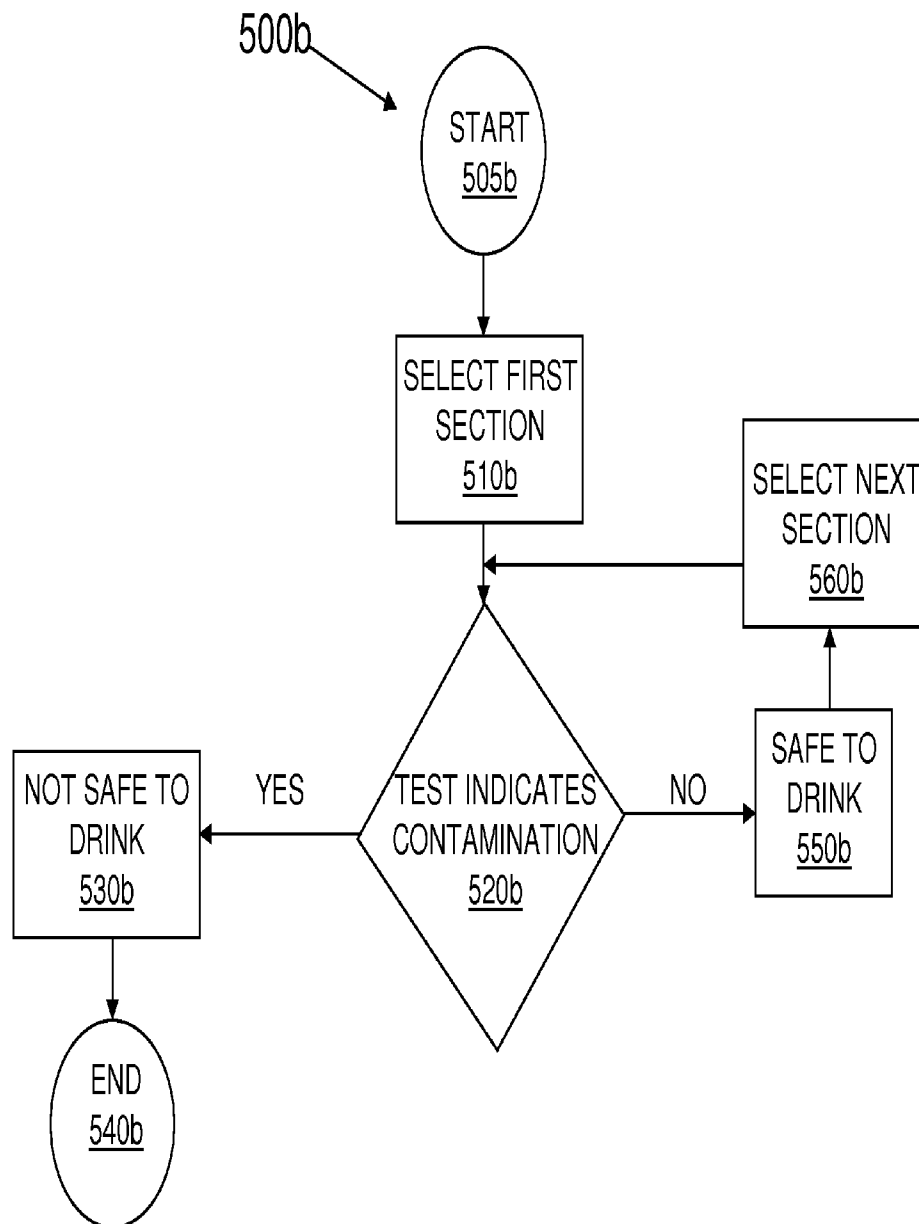 500b
START
505b
SELECT FIRST
SECTION
510b
SELECT NEXT
SECTION
560b
TEST INDICATES
CONTAMINATION
520b
YES
NO
NOT SAFE TO
DRINK
530b
SAFE TO
DRINK
550b
END
540b